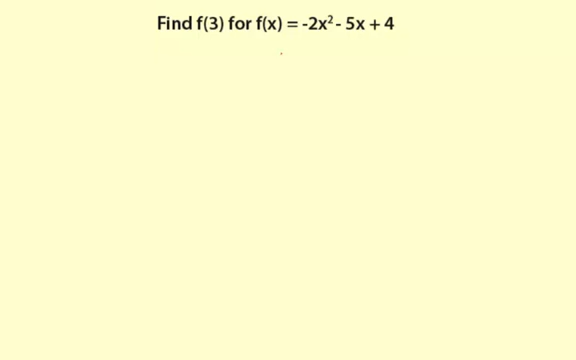 Find f(3) for f(x) = -2x² - 5x + 4